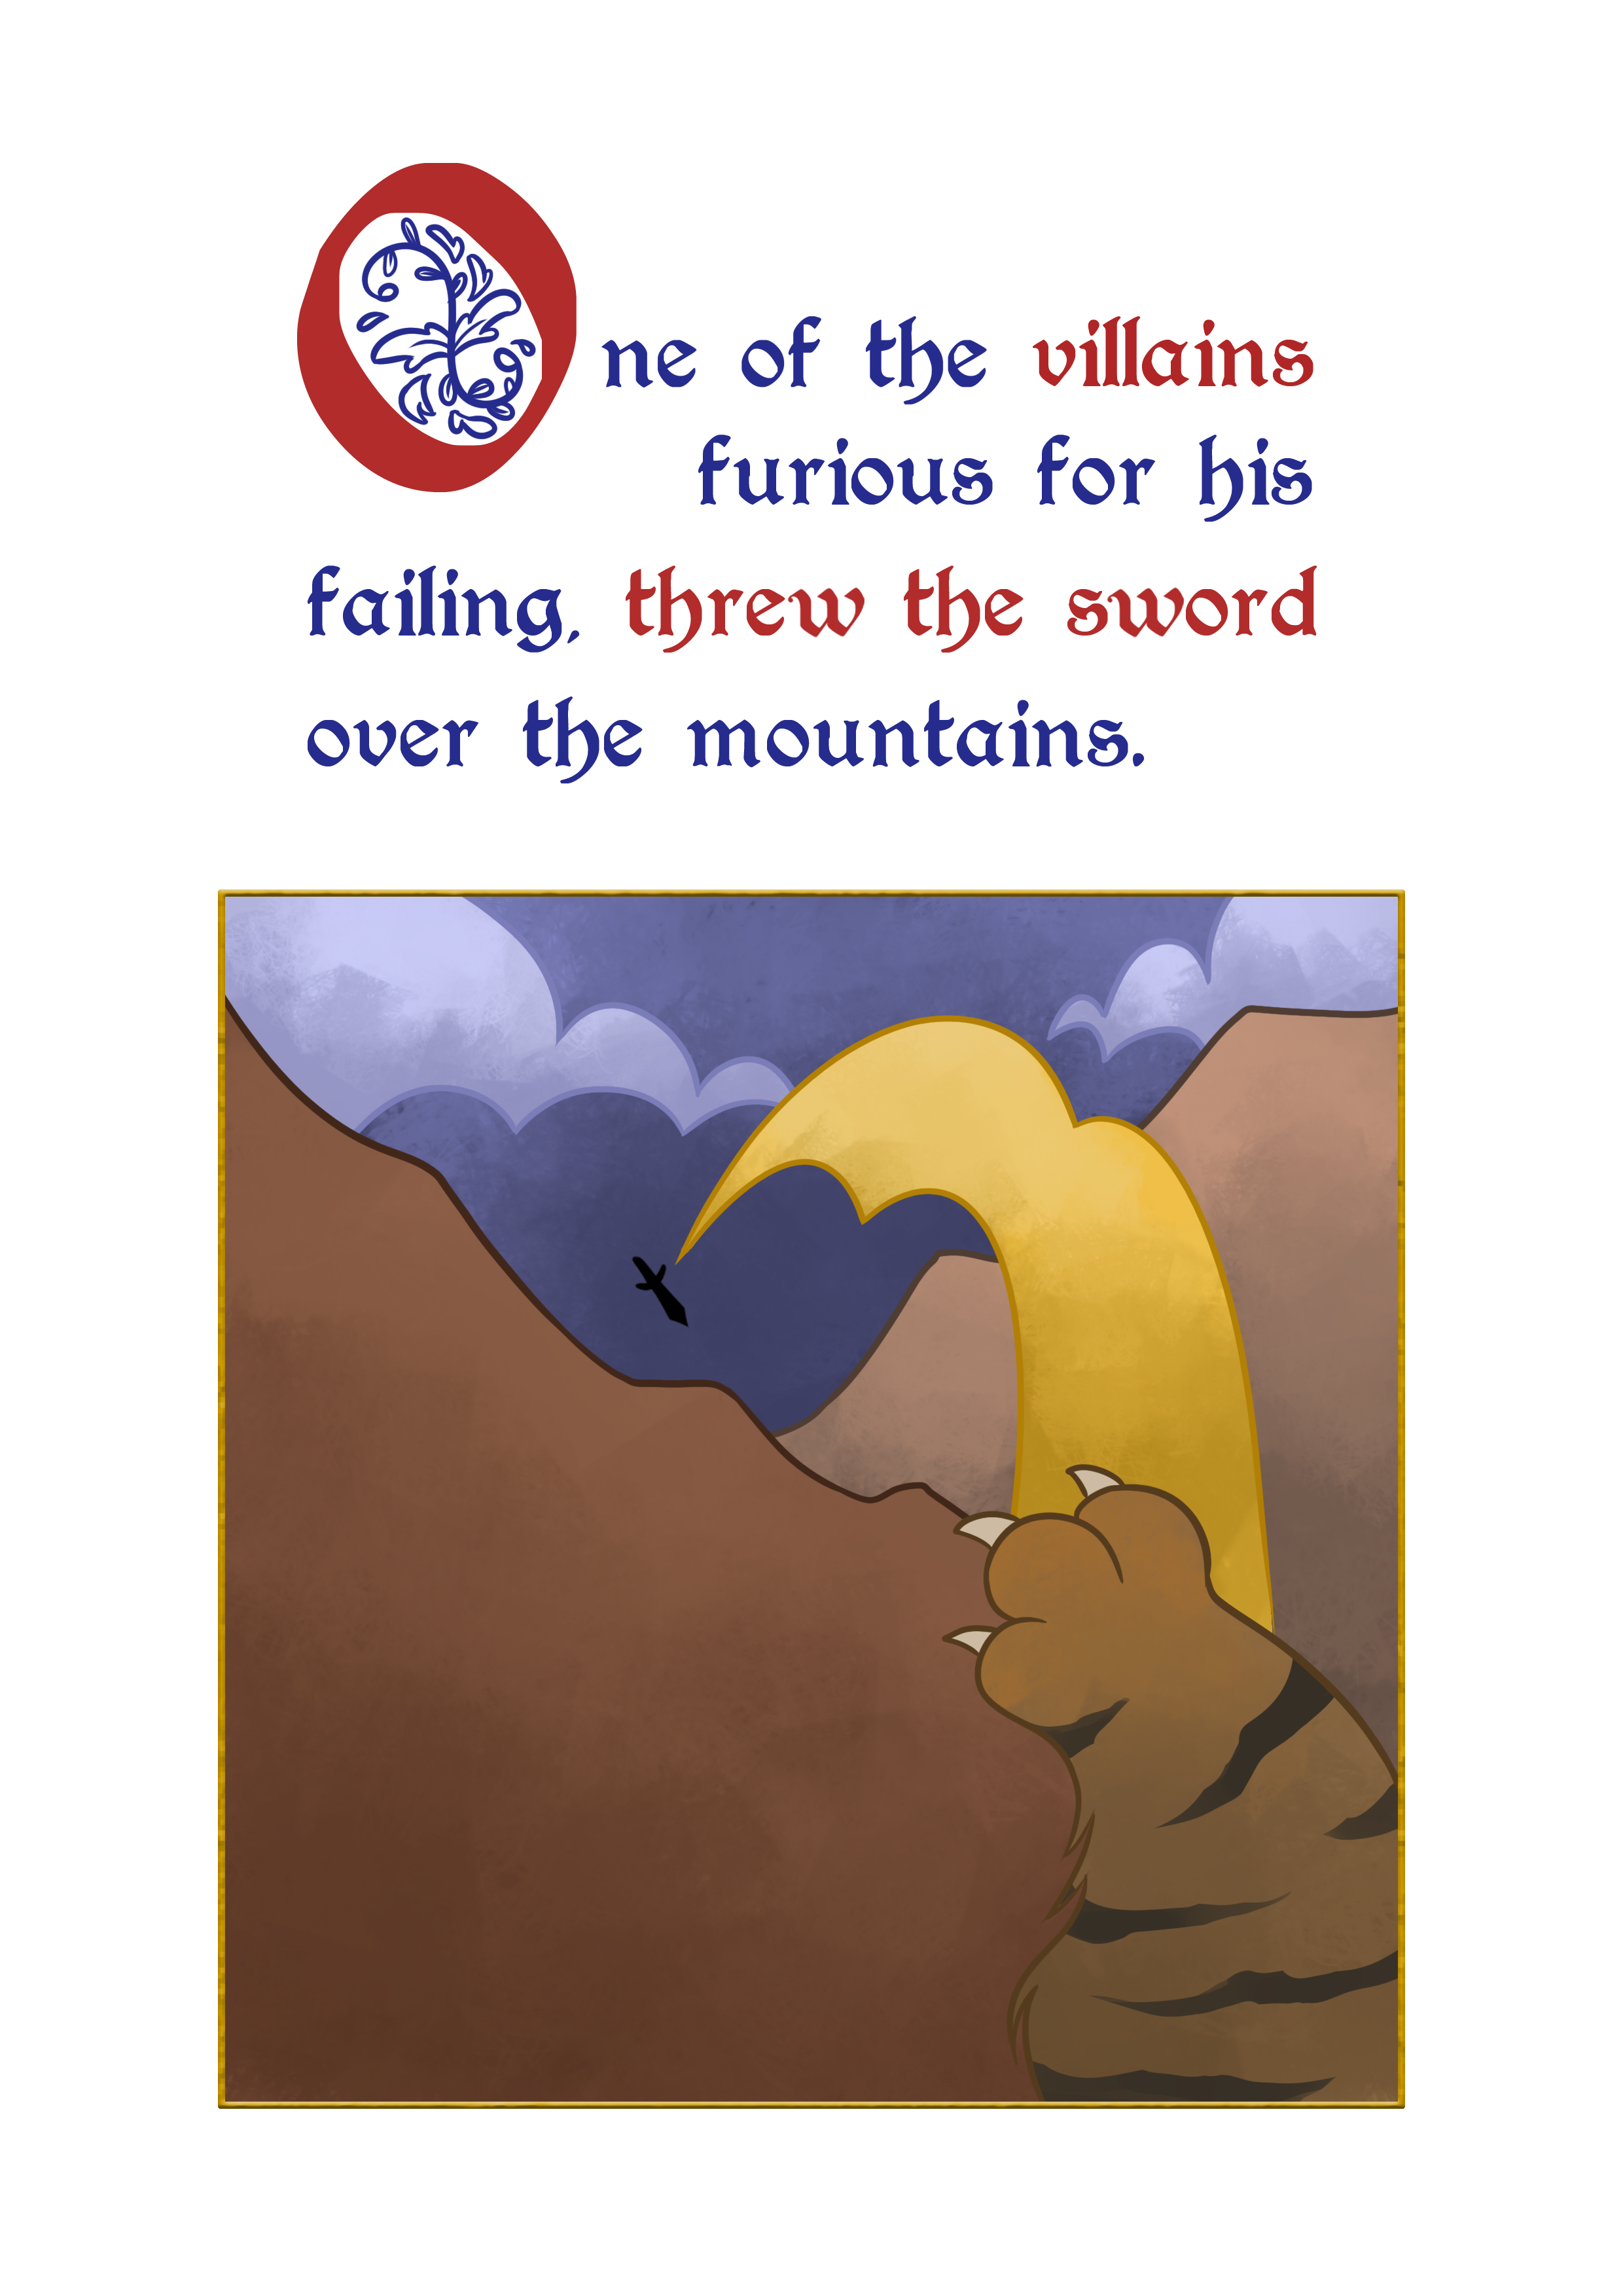 One of the villains
furious for his
failing, threw the sword
over the mountains.